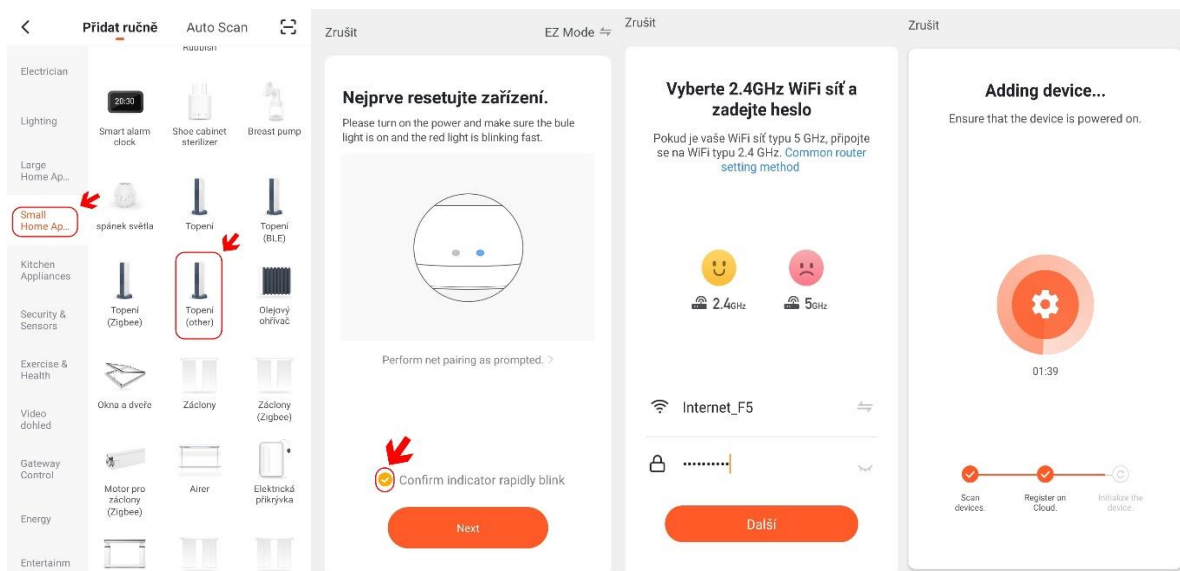 Přidat ručně
Auto Scan
Electrician
Lighting
Large
Home Ap...
Small
Home Ap...
Kitchen
Appliances
Security &
Sensors
Exercise &
Health
Video
dohled
Gateway
Control
Energy
Entertainm
Rubbish
20:30
Smart alarm
clock
Shoe cabinet
sterilizer
Breast pump
spánek světla
Topení
Topení
(BLE)
Topení
(Zigbee)
Topení
(other)
Olejový
ohřívač
Okna a dveře
Záclony
Záclony
(Zigbee)
Motor pro
záclony
(Zigbee)
Airer
Elektrická
přikrývka
Zrušit
EZ Mode
Nejprve resetujte zařízení.
Please turn on the power and make sure the bule
light is on and the red light is blinking fast.
Perform net pairing as prompted. >
Confirm indicator rapidly blink
Next
Zrušit
Vyberte 2.4GHz WiFi síť a
zadejte heslo
Pokud je vaše WiFi síť typu 5 GHz, připojte
se na WiFi typu 2.4 GHz. Common router
setting method
2.4GHz
5GHz
Internet_F5
Další
Zrušit
Adding device...
Ensure that the device is powered on.
01:39
Scan
devices.
Register on
Cloud.
Initialize the
device.